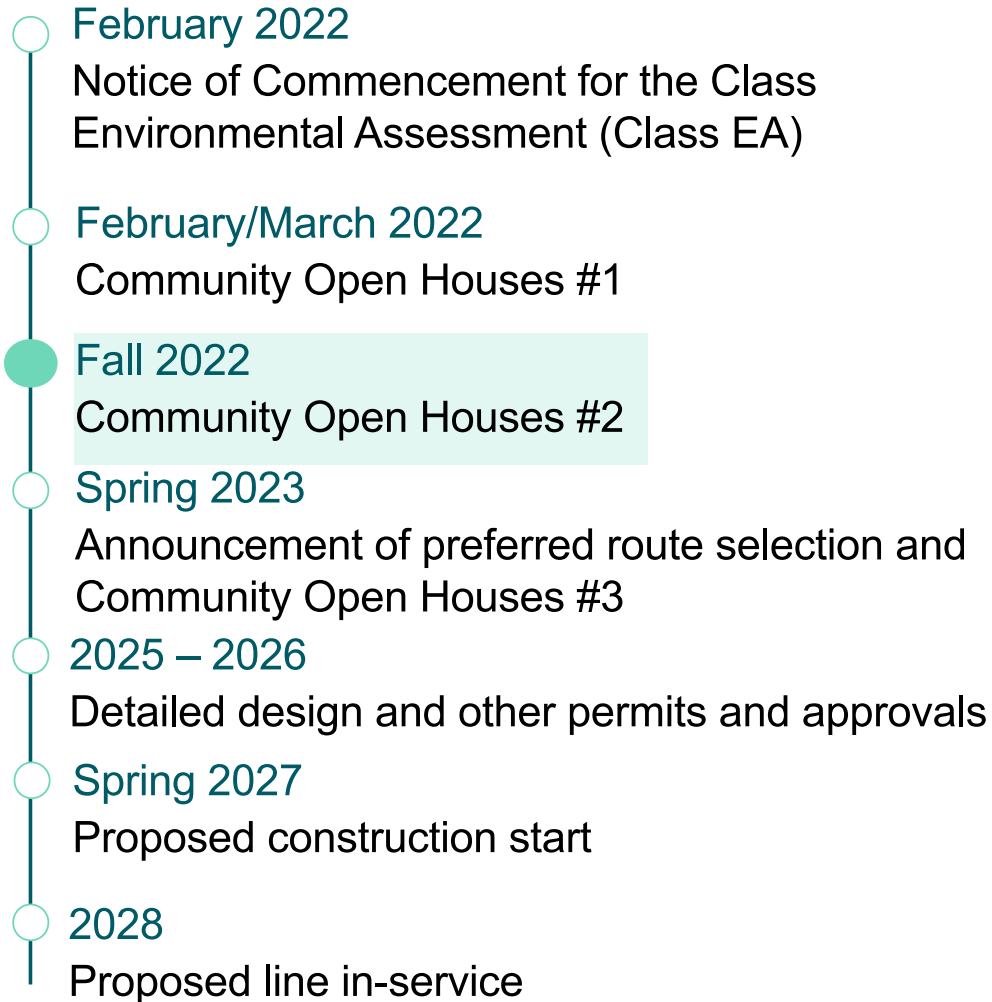 February 2022
Notice of Commencement for the Class
Environmental Assessment (Class EA)
February/March 2022
Community Open Houses #1
Fall 2022
Community Open Houses #2
Spring 2023
Announcement of preferred route selection and
Community Open Houses #3
2025 – 2026
Detailed design and other permits and approvals
Spring 2027
Proposed construction start
2028
Proposed line in-service